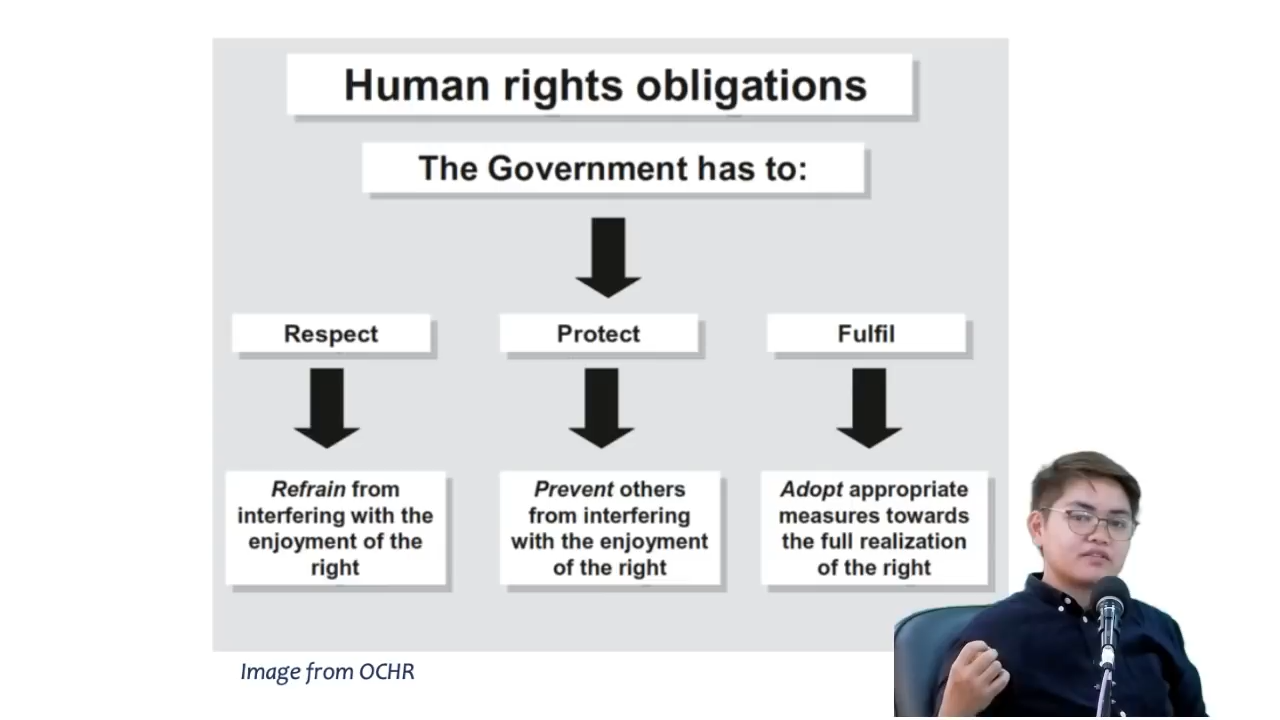 Human rights obligations
The Government has to:
Respect
Protect
Fulfil
Refrain from
interfering with the
enjoyment of the
right
Prevent others
from interfering
with the enjoyment
of the right
Adopt appropriate
measures towards
the full realization
of the right
Image from OCHR